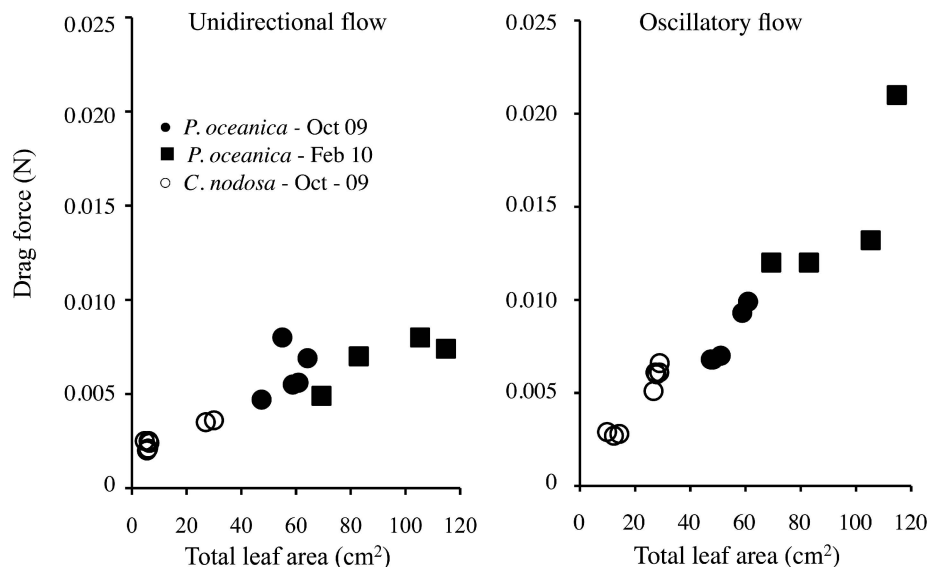 Unidirectional flow
0.025
0.020
0.015
0.010
0.005
0
Drag force (N)
P. oceanica - Oct 09
P. oceanica - Feb 10
C. nodosa - Oct - 09
0 20 40 60 80 100 120
Total leaf area (cm²)
Oscillatory flow
0.025
0.020
0.015
0.010
0.005
0
0 20 40 60 80 100 120
Total leaf area (cm²)